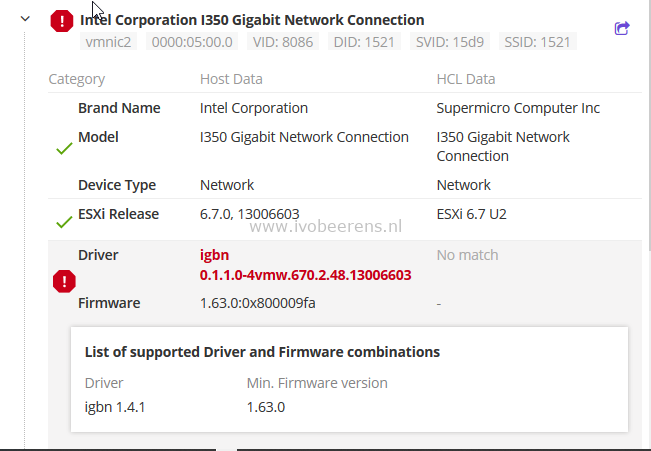 Intel Corporation I350 Gigabit Network Connection
vmnic2 0000:05:00.0 VID: 8086 DID: 1521 SVID: 15d9 SSID: 1521
Category Host Data HCL Data
Brand Name Intel Corporation Supermicro Computer Inc
Model I350 Gigabit Network Connection I350 Gigabit Network
Connection
Device Type Network Network
ESXi Release 6.7.0, 13006603 ESXi 6.7 U2
www.ivobeerens.nl
Driver igbn No match
0.1.1.0-4vmw.670.2.48.13006603
Firmware 1.63.0:0x800009fa -
List of supported Driver and Firmware combinations
Driver Min. Firmware version
igbn 1.4.1 1.63.0